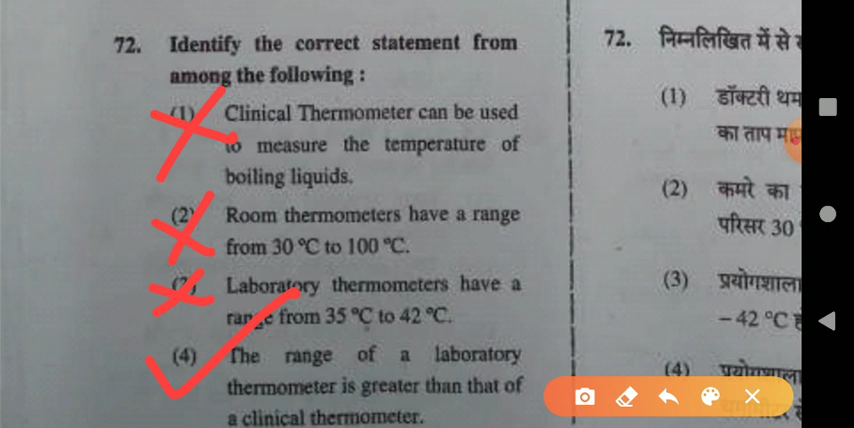 72. Identify the correct statement from
among the following :
(1) Clinical Thermometer can be used
to measure the temperature of
boiling liquids.
(2) Room thermometers have a range
from 30 °C to 100 °C.
(3) Laboratory thermometers have a
range from 35 °C to 42 °C.
(4) The range of a laboratory
thermometer is greater than that of
a clinical thermometer.
72. निम्नलिखित में से
(1) डॉक्टरी
का ताप
(2) कमरे का
परिसर 30
(3) प्रयोगशाला
– 42 °C
(4) प्रयोगशाला